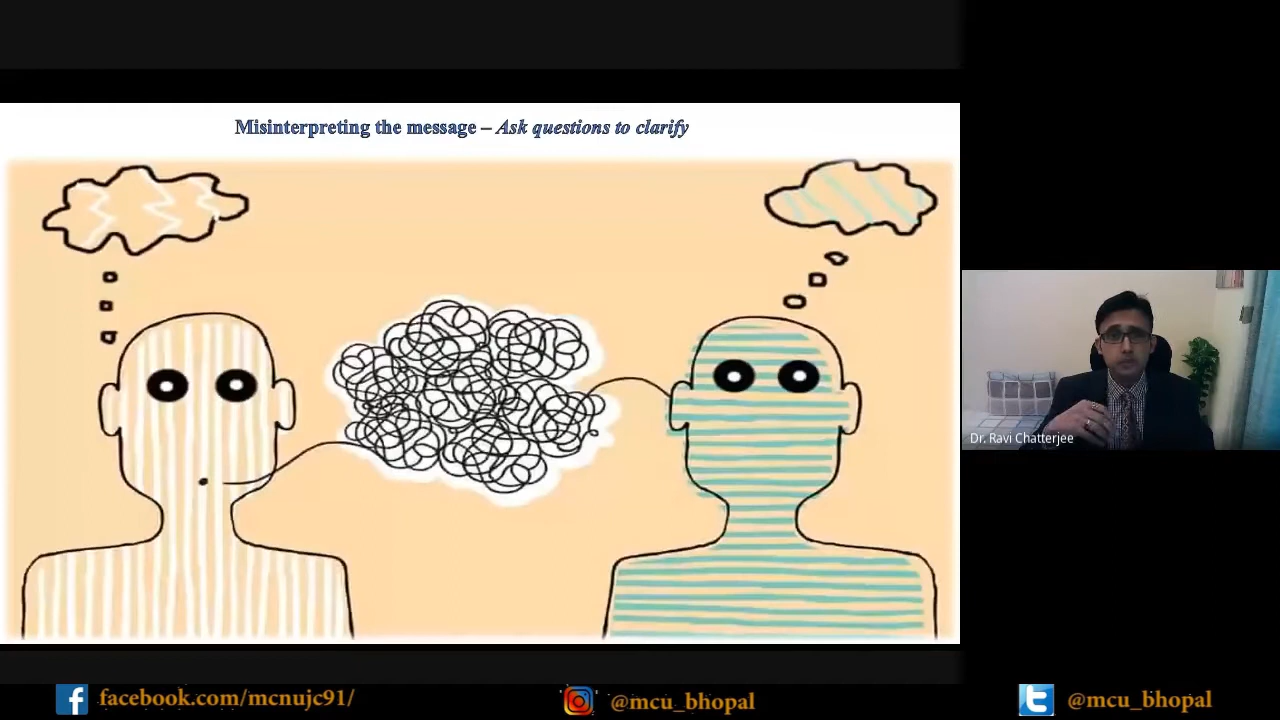 Misinterpreting the message – Ask questions to clarify
Dr. Ravi Chatterjee
facebook.com/mcnujc91/
@mcu_bhopal
@mcu_bhopal